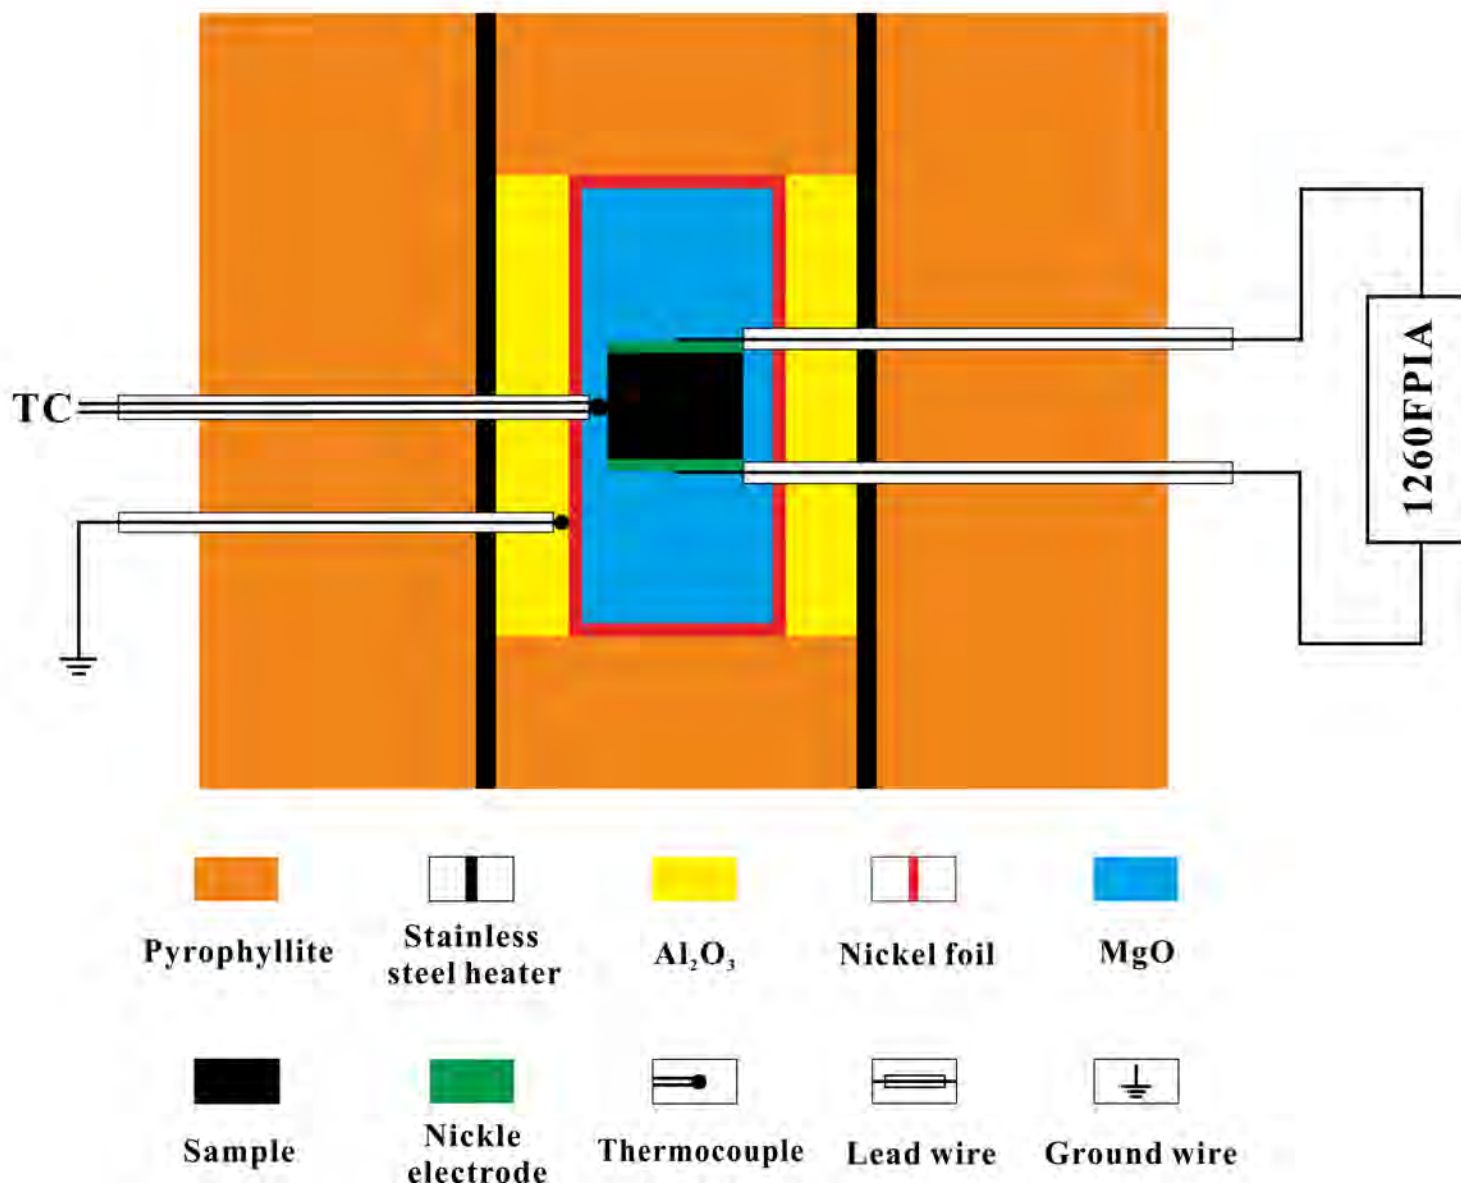 TC
1260FPIA
Pyrophyllite
Stainless
steel heater
Al₂O₃
Nickel foil
MgO
Sample
Nickle
electrode
Thermocouple
Lead wire
Ground wire